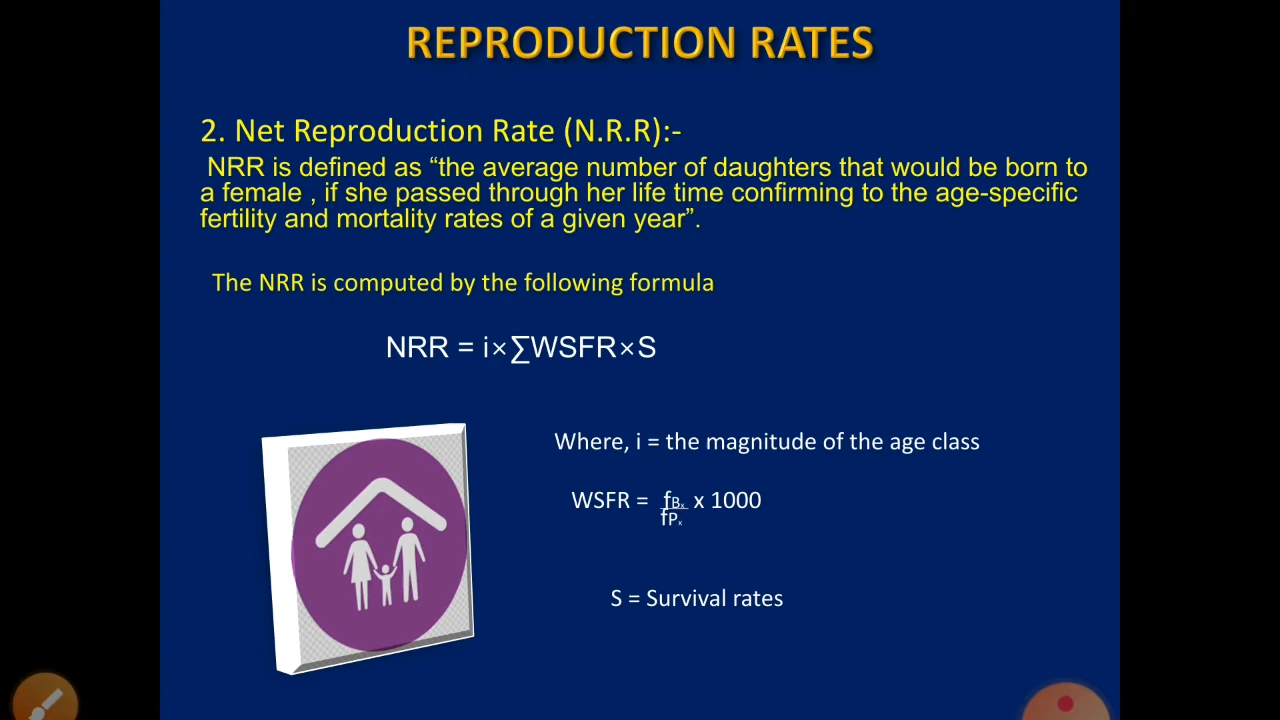 REPRODUCTION RATES
2. Net Reproduction Rate (N.R.R):-
NRR is defined as “the average number of daughters that would be born to
a female , if she passed through her life time confirming to the age-specific
fertility and mortality rates of a given year”.
The NRR is computed by the following formula
NRR = i×∑WSFR×S
Where, i = the magnitude of the age class
WSFR = fBx x 1000
fPx
S = Survival rates